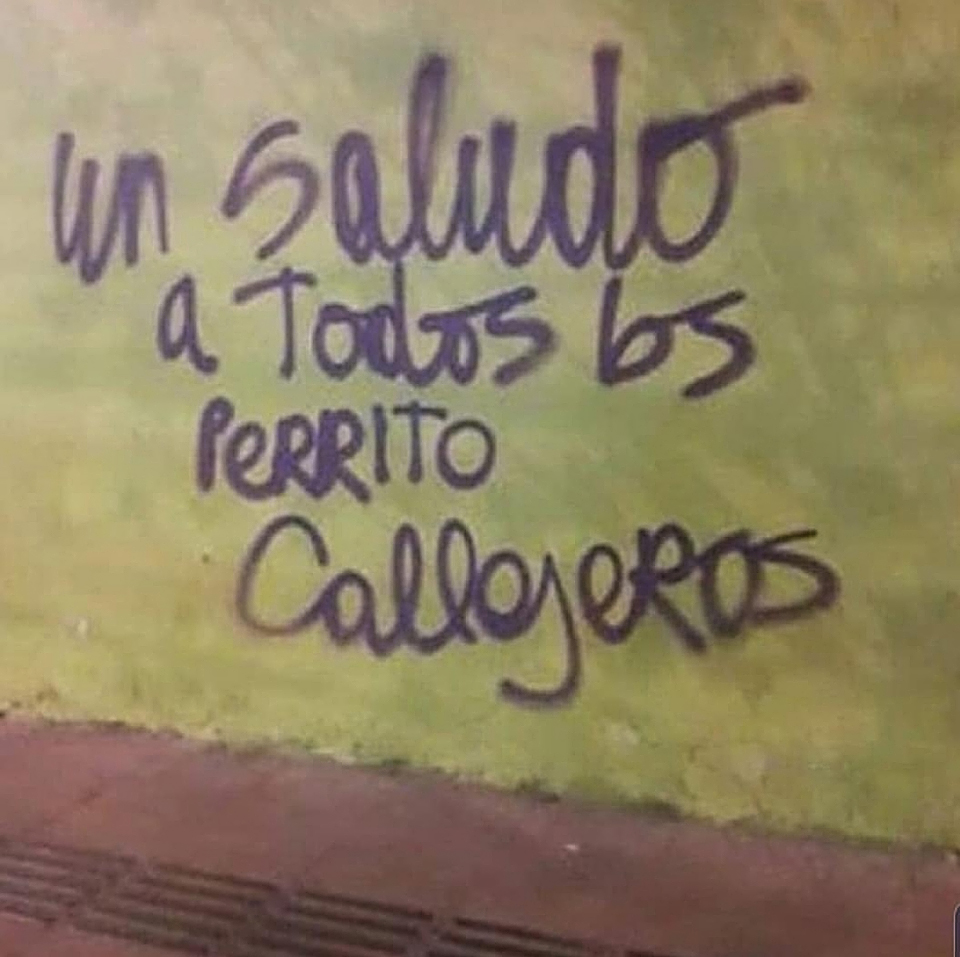 un saludo
a Todos los
PeRRITO
CallejeRos